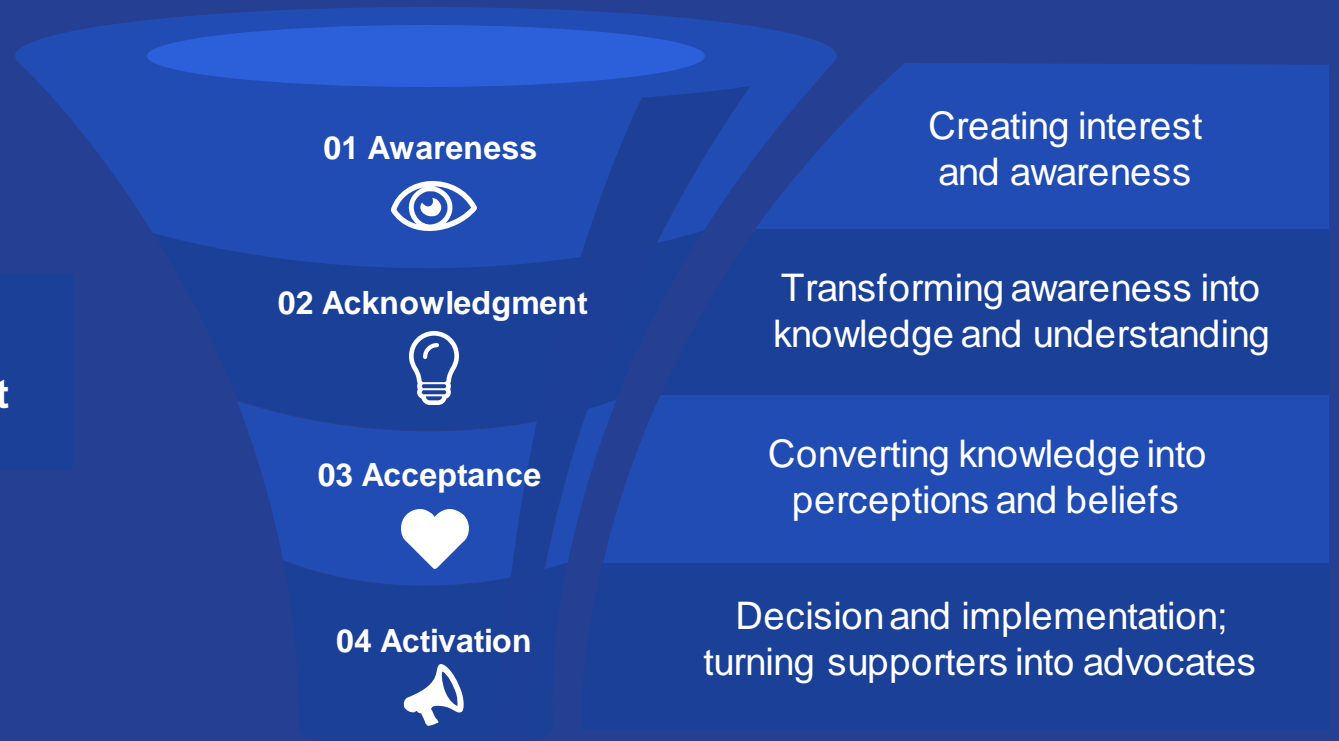 01 Awareness
Creating interest
and awareness
02 Acknowledgment
Transforming awareness into
knowledge and understanding
03 Acceptance
Converting knowledge into
perceptions and beliefs
04 Activation
Decision and implementation;
turning supporters into advocates